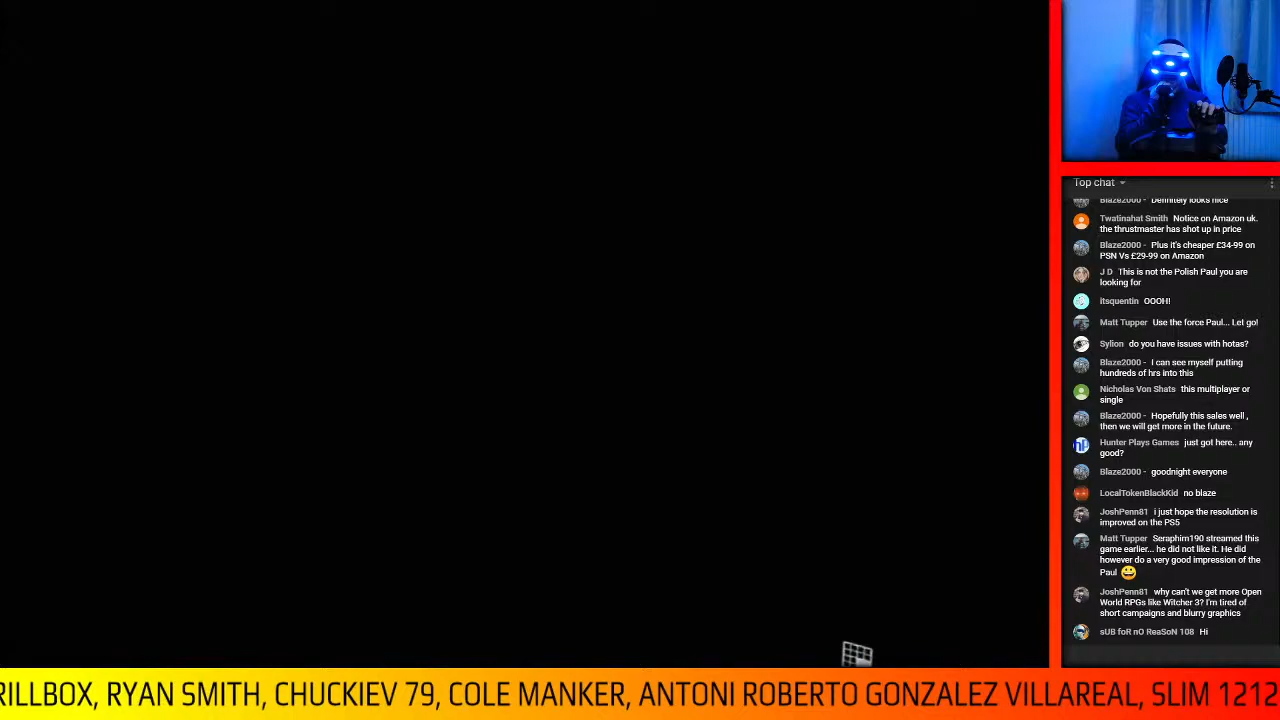 Top chat
Blaze2000 - Definitely looks nice
Twatinahat Smith Notice on Amazon uk.
the thrustmaster has shot up in price
Blaze2000 - Plus it's cheaper £34-99 on
PSN Vs £29-99 on Amazon
J D This is not the Polish Paul you are
looking for
itsquentin OOOH!
Matt Tupper Use the force Paul... Let go!
Sylion do you have issues with hotas?
Blaze2000 - I can see myself putting
hundreds of hrs into this
Nicholas Von Shats this multiplayer or
single
Blaze2000 - Hopefully this sales well ,
then we will get more in the future.
Hunter Plays Games just got here.. any
good?
Blaze2000 - goodnight everyone
LocalTokenBlackKid no blaze
JoshPenn81 i just hope the resolution is
improved on the PS5
Matt Tupper Seraphim190 streamed this
game earlier... he did not like it. He did
however do a very good impression of the
Paul 😀
JoshPenn81 why can't we get more Open
World RPGs like Witcher 3? I'm tired of
short campaigns and blurry graphics
sUB foR nO ReaSoN 108 Hi
RILLBOX, RYAN SMITH, CHUCKIEV 79, COLE MANKER, ANTONI ROBERTO GONZALEZ VILLAREAL, SLIM 1212